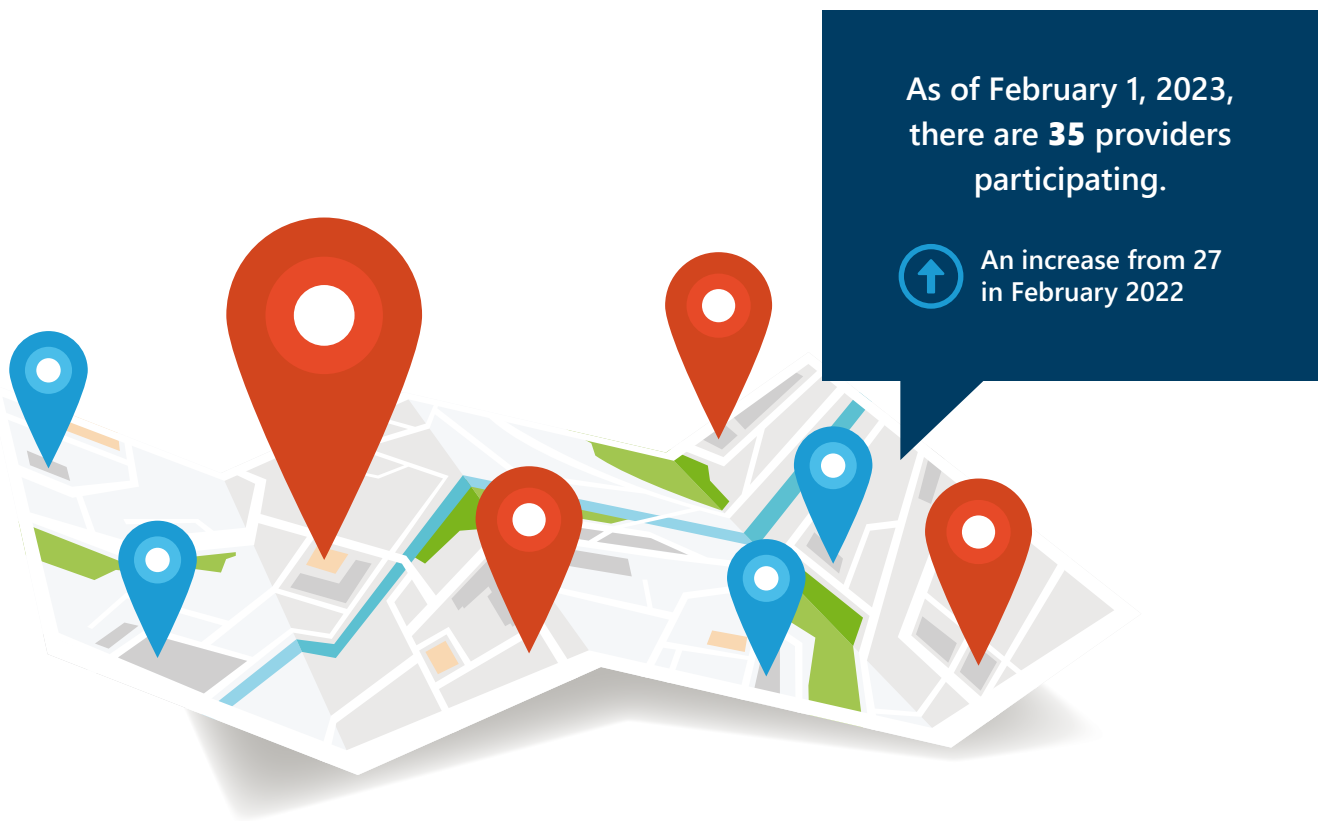 As of February 1, 2023,
there are 35 providers
participating.
An increase from 27
in February 2022